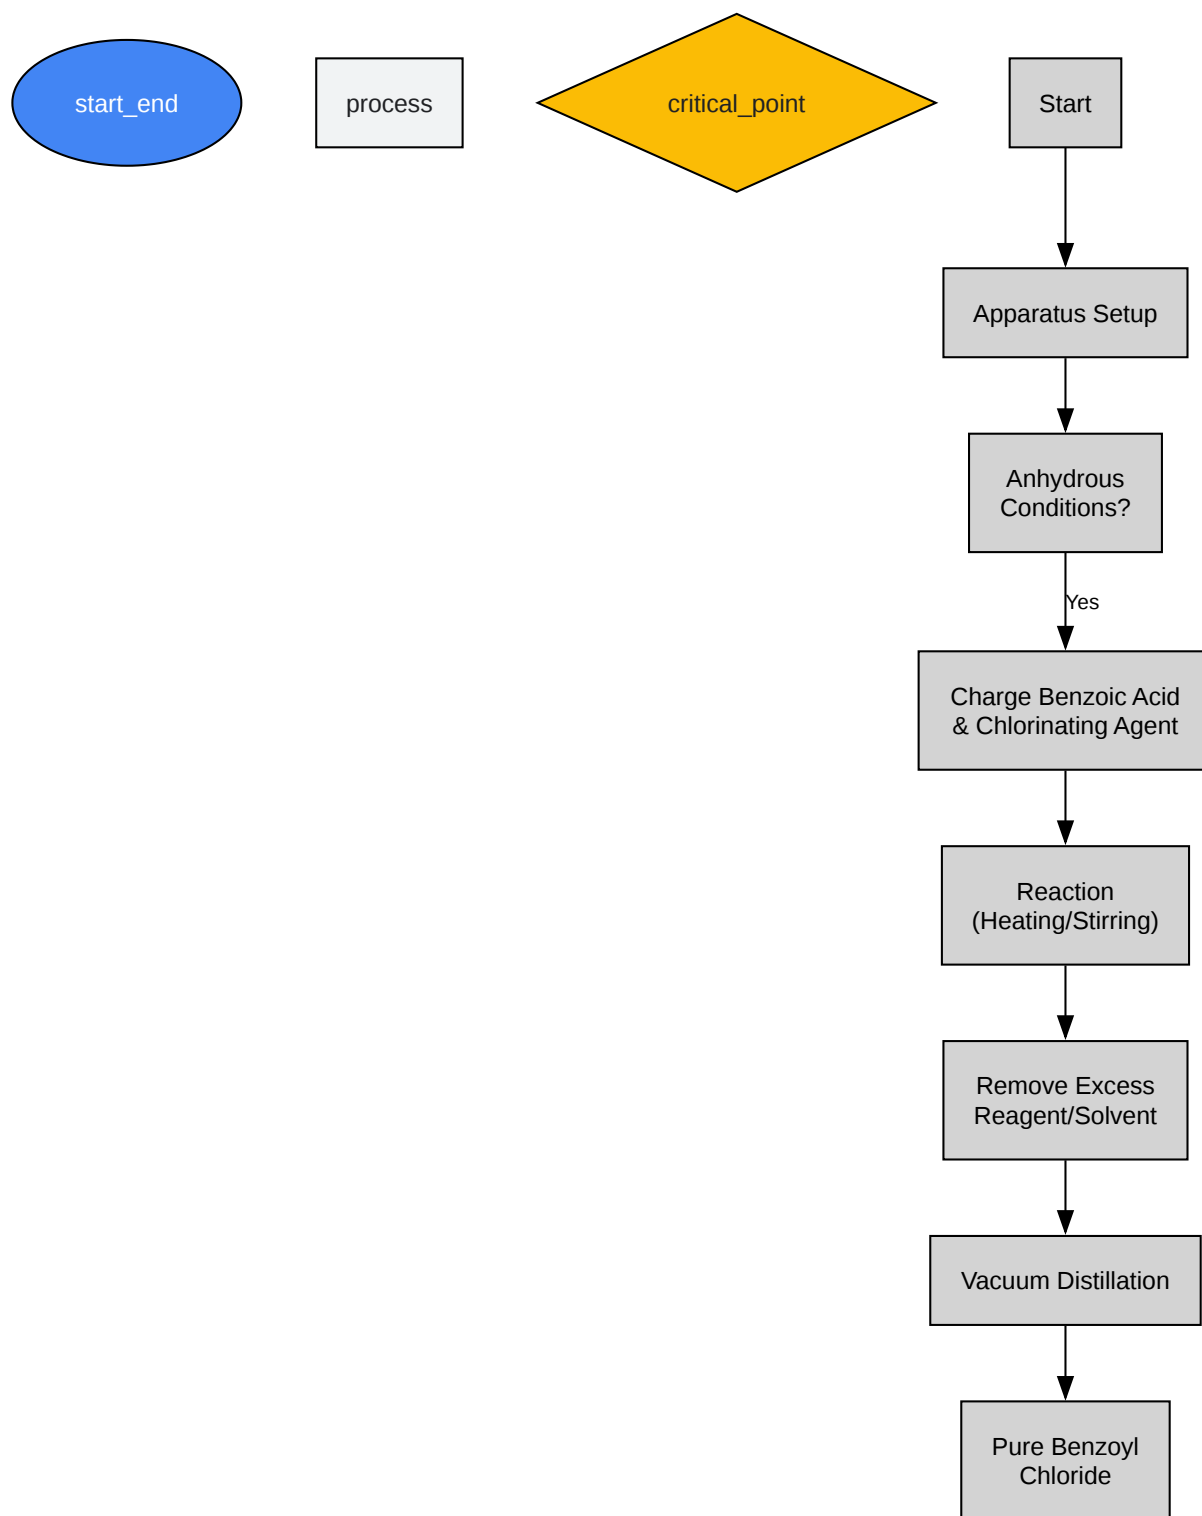 start_end
process
critical_point
Start
Apparatus Setup
Anhydrous
Conditions?
Yes
Charge Benzoic Acid
& Chlorinating Agent
Reaction
(Heating/Stirring)
Remove Excess
Reagent/Solvent
Vacuum Distillation
Pure Benzoyl
Chloride